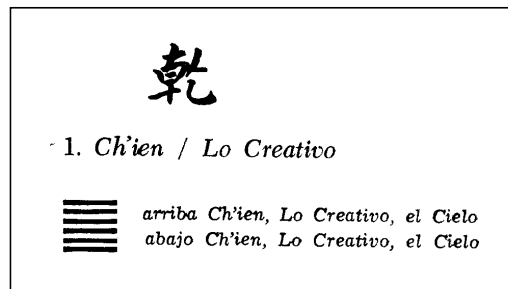 乾
1. Ch'ien / Lo Creativo
arriba Ch'ien, Lo Creativo, el Cielo
abajo Ch'ien, Lo Creativo, el Cielo